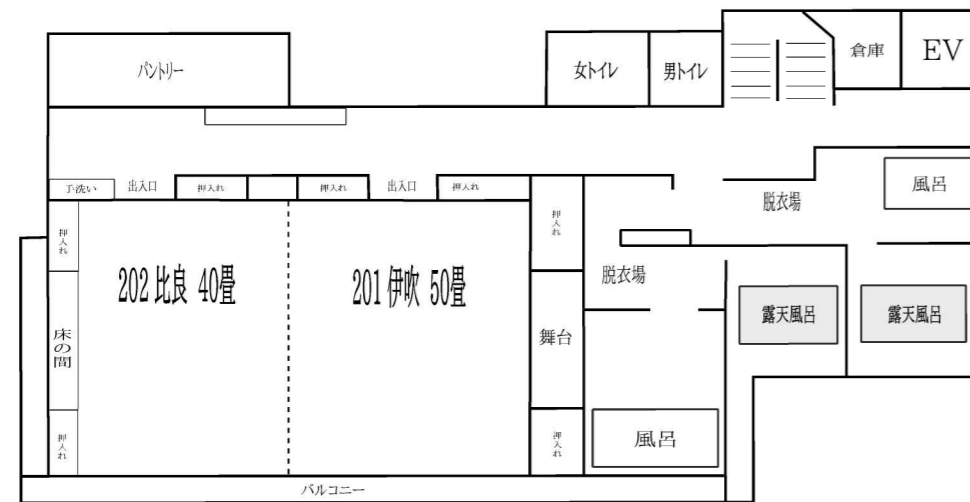 パントリー
女トイレ
男トイレ
倉庫
EV
手洗い
出入口
押入れ
押入れ
出入口
押入れ
脱衣場
風呂
押入れ
押入れ
202 比良 40畳
201 伊吹 50畳
脱衣場
露天風呂
露天風呂
床の間
舞台
押入れ
押入れ
風呂
バルコニー